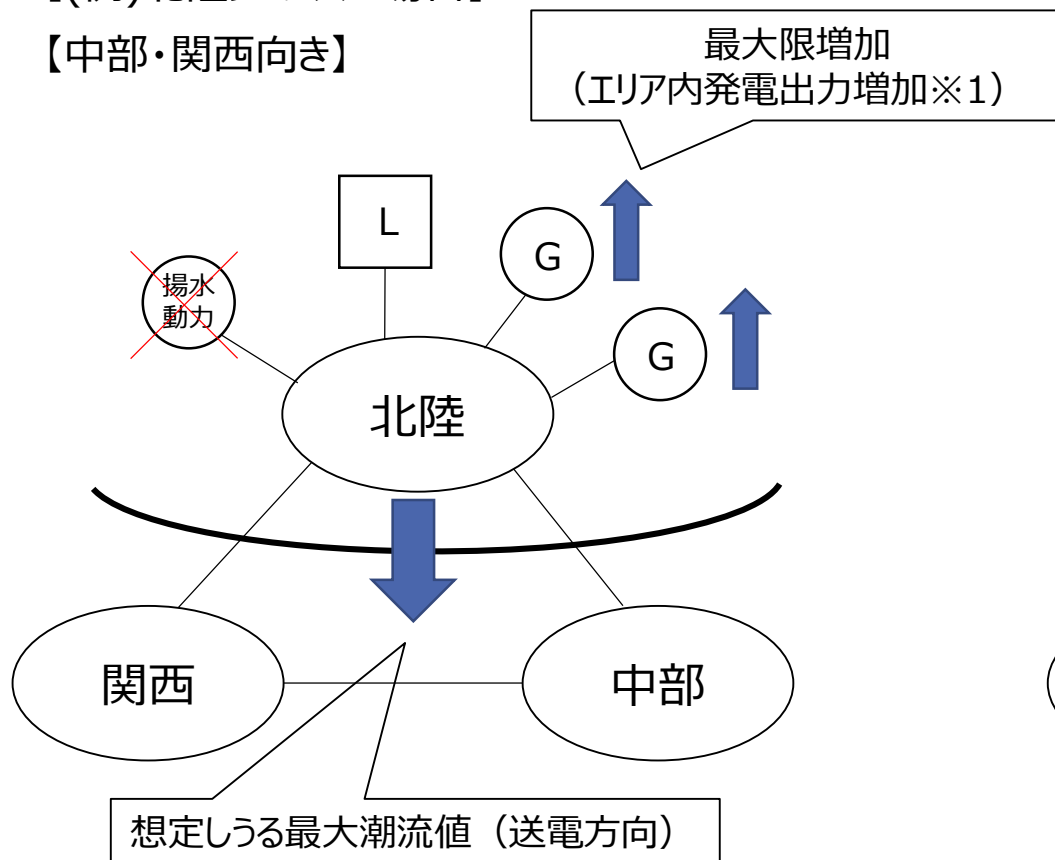 【中部・関西向き】
最大限増加
（エリア内発電出力増加※1）
L
G
揚水
動力
G
北陸
関西
中部
想定しうる最大潮流値（送電方向）